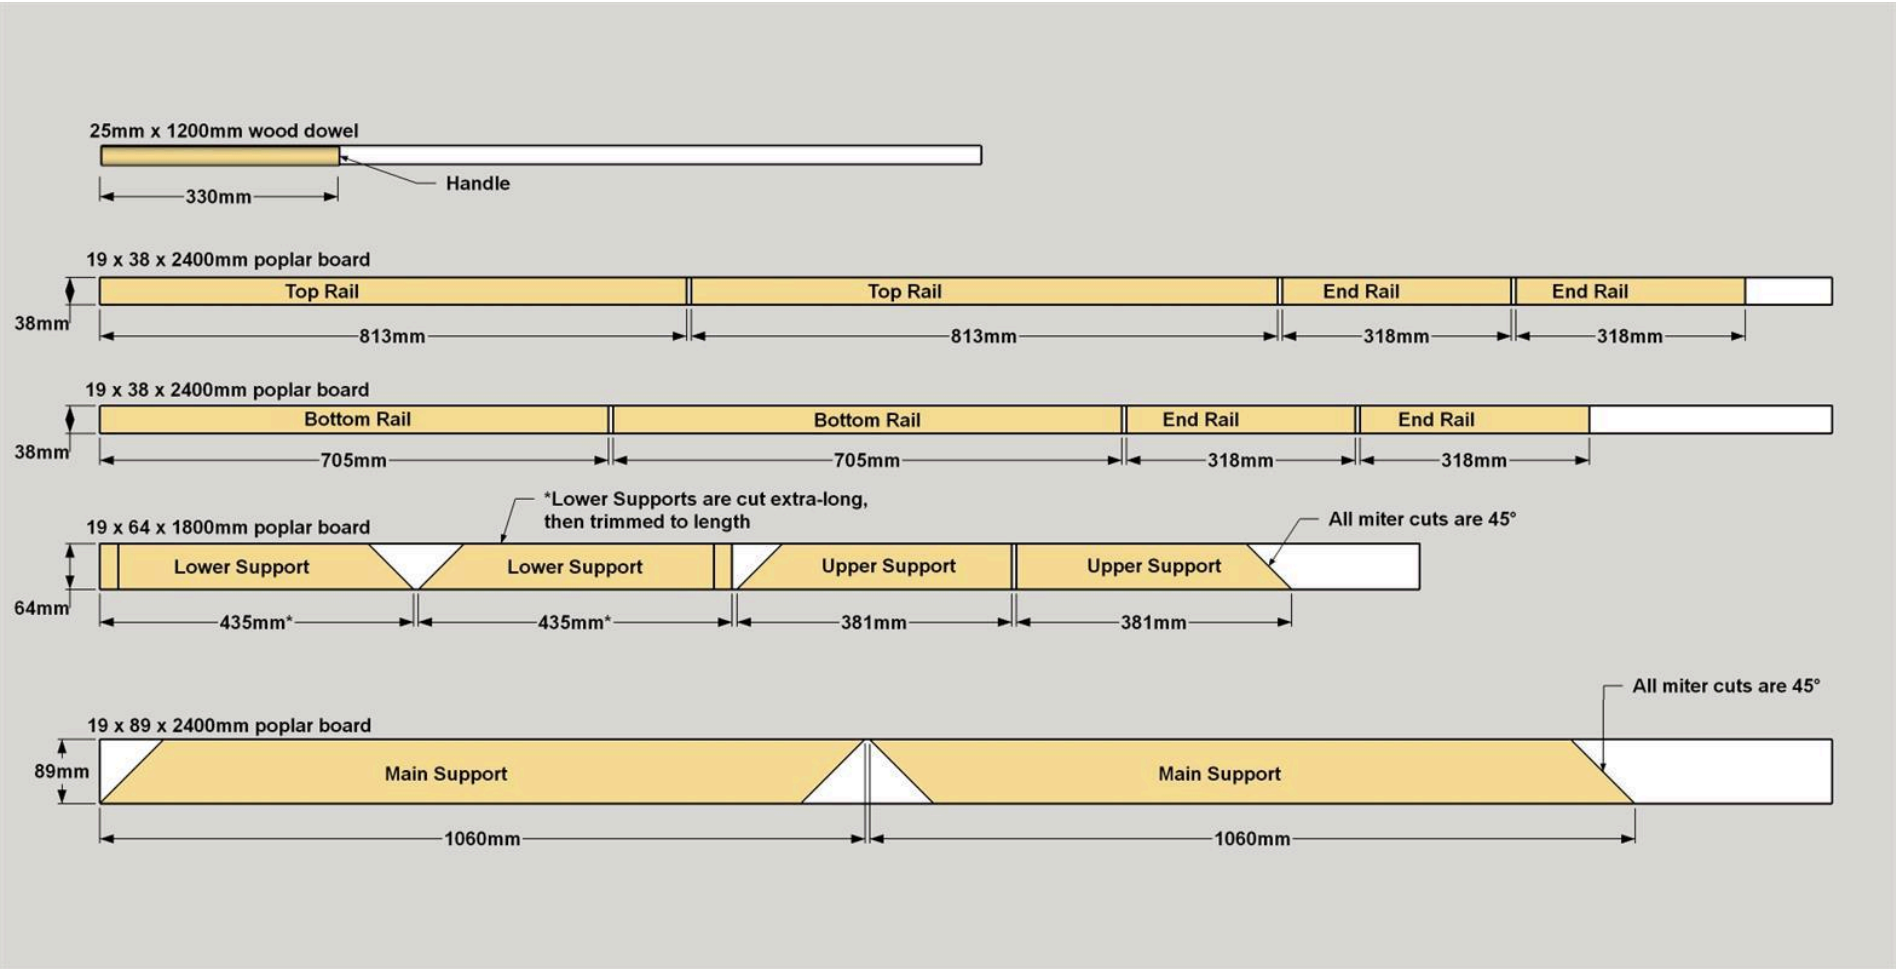 25mm x 1200mm wood dowel
Handle
330mm
19 x 38 x 2400mm poplar board
Top Rail
Top Rail
End Rail
End Rail
38mm
813mm
813mm
318mm
318mm
19 x 38 x 2400mm poplar board
Bottom Rail
Bottom Rail
End Rail
End Rail
38mm
705mm
705mm
318mm
318mm
*Lower Supports are cut extra-long,
then trimmed to length
19 x 64 x 1800mm poplar board
All miter cuts are 45°
Lower Support
Lower Support
Upper Support
Upper Support
64mm
435mm*
435mm*
381mm
381mm
All miter cuts are 45°
19 x 89 x 2400mm poplar board
89mm
Main Support
Main Support
1060mm
1060mm